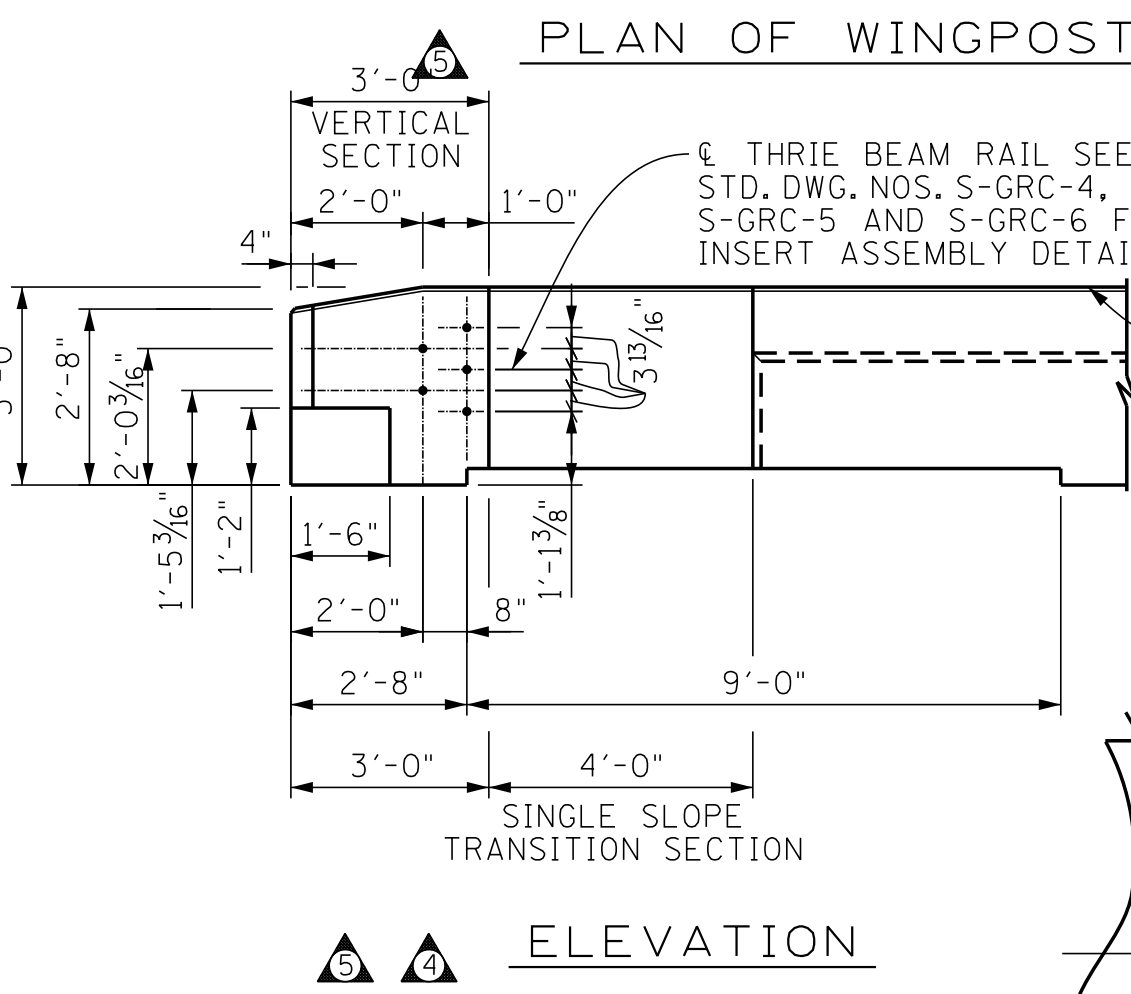 PLAN OF WINGPOST
5
3'-0"
VERTICAL
SECTION
℄ THRIE BEAM RAIL SEE
STD. DWG. NOS. S-GRC-4,
S-GRC-5 AND S-GRC-6 F
INSERT ASSEMBLY DETAI
2'-0"
1'-0"
4"
2'-8"
2'-0 3/16"
3 13/16"
1'-5 3/16"
1'-2"
1'-1 3/8"
1'-6"
2'-0"
8"
2'-8"
9'-0"
3'-0"
4'-0"
SINGLE SLOPE
TRANSITION SECTION
5
4
ELEVATION